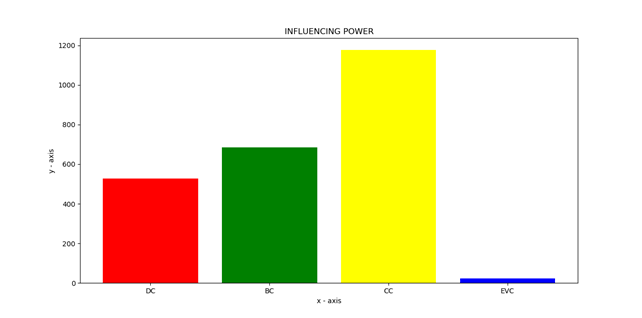 INFLUENCING POWER
1200
1000
800
600
400
200
0
y - axis
DC BC CC EVC
x - axis